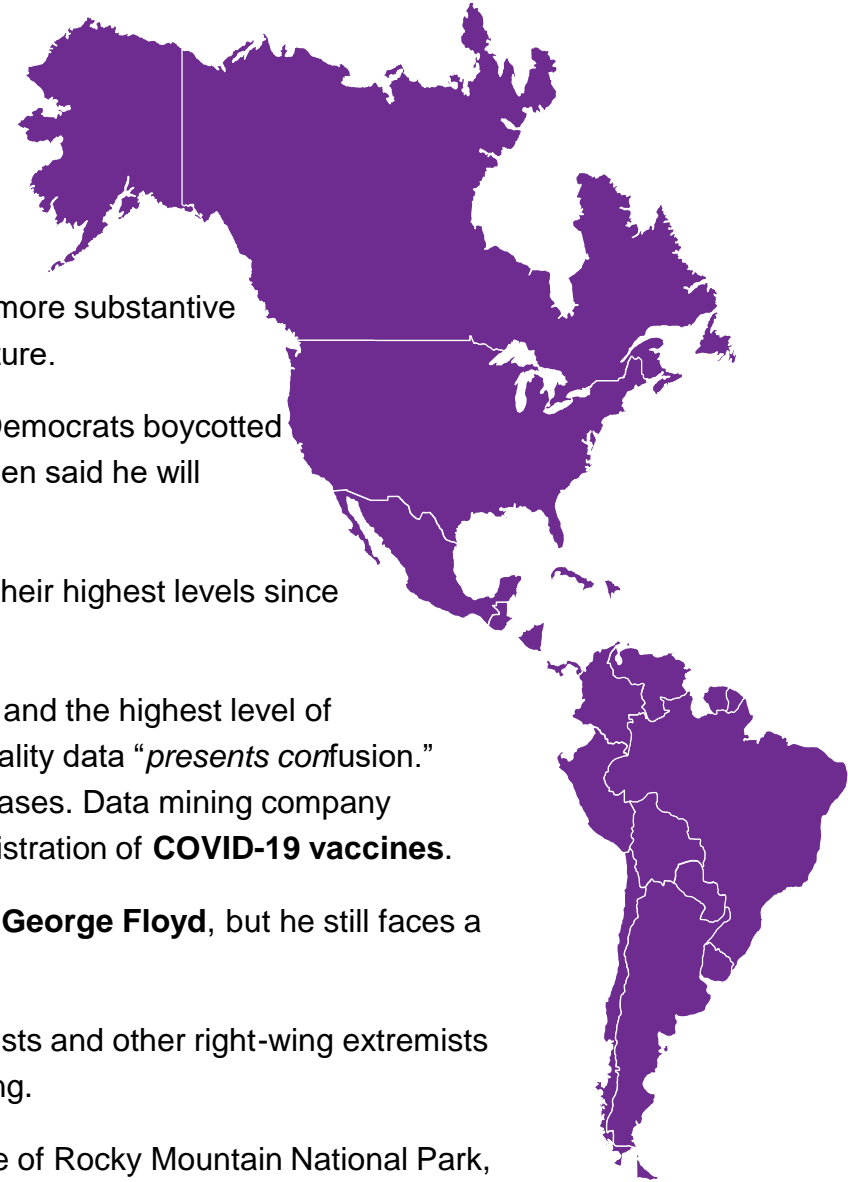 more substantive
ture.
Democrats boycotted
en said he will
heir highest levels since
and the highest level of
ality data “presents confusion.”
ases. Data mining company
istration of COVID-19 vaccines.
George Floyd, but he still faces a
sts and other right-wing extremists
ng.
e of Rocky Mountain National Park,